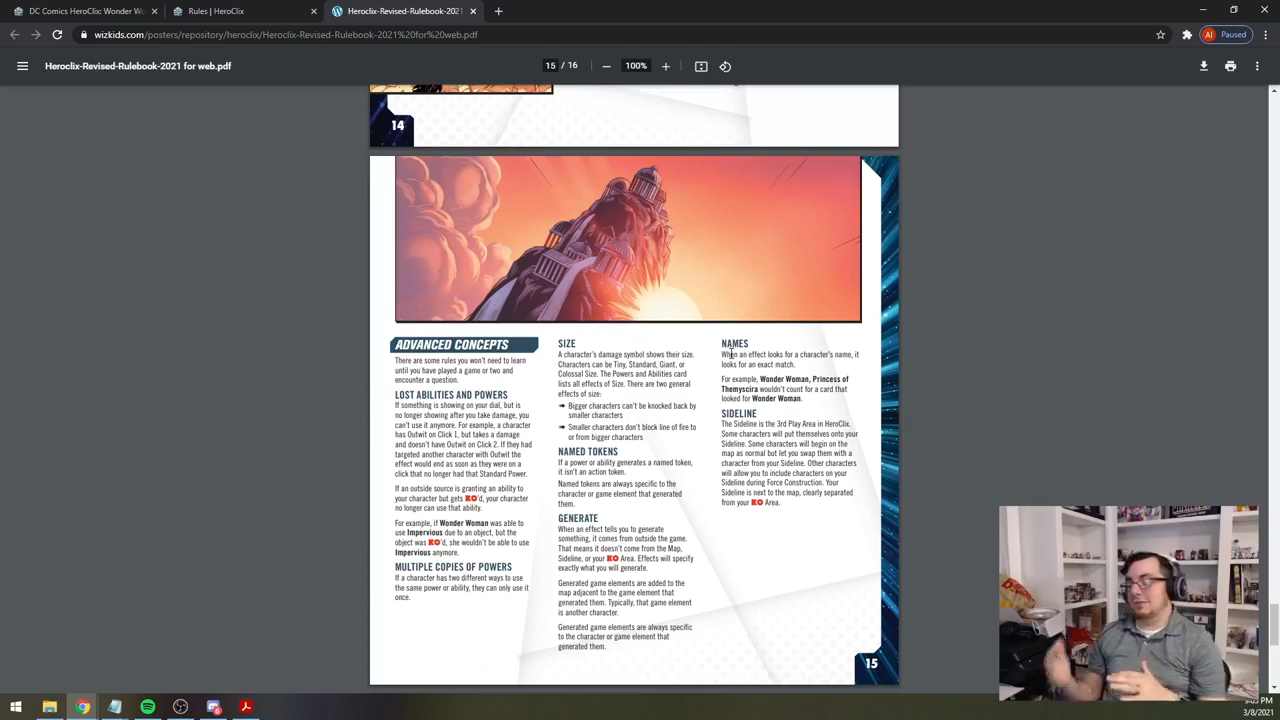 DC Comics Wonder Wo
Rules | HeroClix
Heroclix-Revised-Rulebook-2021
wizkids.com/posters/repository/heroclix/Heroclix-Revised-Rulebook-2021%20for%20web.pdf
AI Paused
Heroclix-Revised-Rulebook-2021 for web.pdf
15 / 16
100%
14
ADVANCED CONCEPTS
There are some rules you won't need to learn
until you have played a game or two and
encounter a question.
LOST ABILITIES AND POWERS
If something is showing on your dial, but is
no longer showing after you take damage, you
can't use it anymore. For example, a character
has Outwit on Click 1, but takes a damage
and doesn't have Outwit on Click 2. If they had
targeted another character with Outwit the
effect would end as soon as they were on a
click that no longer had that Standard Power.
If an outside source is granting an ability to
your character but gets KO'd, your character
no longer can use that ability.
For example, if Wonder Woman was able to
use Impervious due to an object, but the
object was KO'd, she wouldn't be able to use
Impervious anymore.
MULTIPLE COPIES OF POWERS
If a character has two different ways to use
the same power or ability, they can only use it
once.
SIZE
A character's damage symbol shows their size.
Characters can be Tiny, Standard, Giant, or
Colossal Size. The Powers and Abilities card
lists all effects of Size. There are two general
effects of size:
Bigger characters can't be knocked back by
smaller characters
Smaller characters don't block line of fire to
or from bigger characters
NAMED TOKENS
If a power or ability generates a named token,
it isn't an action token.
Named tokens are always specific to the
character or game element that generated
them.
GENERATE
When an effect tells you to generate
something, it comes from outside the game.
That means it doesn't come from the Map,
Sideline, or your KO Area. Effects will specify
exactly what you will generate.
Generated game elements are added to the
map adjacent to the game element that
generated them. Typically, that game element
is another character.
Generated game elements are always specific
to the character or game element that
generated them.
NAMES
When an effect looks for a character's name, it
looks for an exact match.
For example, Wonder Woman, Princess of
Themyscira wouldn't count for a card that
looked for Wonder Woman.
SIDELINE
The Sideline is the 3rd Play Area in HeroClix.
Some characters will put themselves onto your
Sideline. Some characters will begin on the
map as normal but let you swap them with a
character from your Sideline. Other characters
will allow you to include characters on your
Sideline during Force Construction. Your
Sideline is next to the map, clearly separated
from your KO Area.
15
9:03 PM
3/8/2021